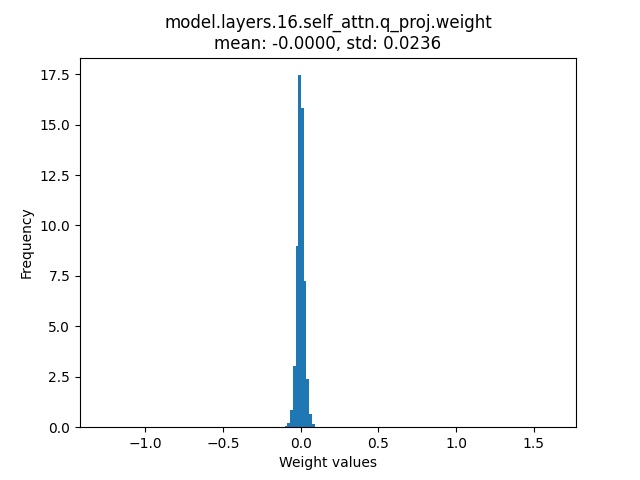 model.layers.16.self_attn.q_proj.weight
mean: -0.0000, std: 0.0236
17.5
15.0
12.5
10.0
7.5
5.0
2.5
0.0
Frequency
−1.0 −0.5 0.0 0.5 1.0 1.5
Weight values